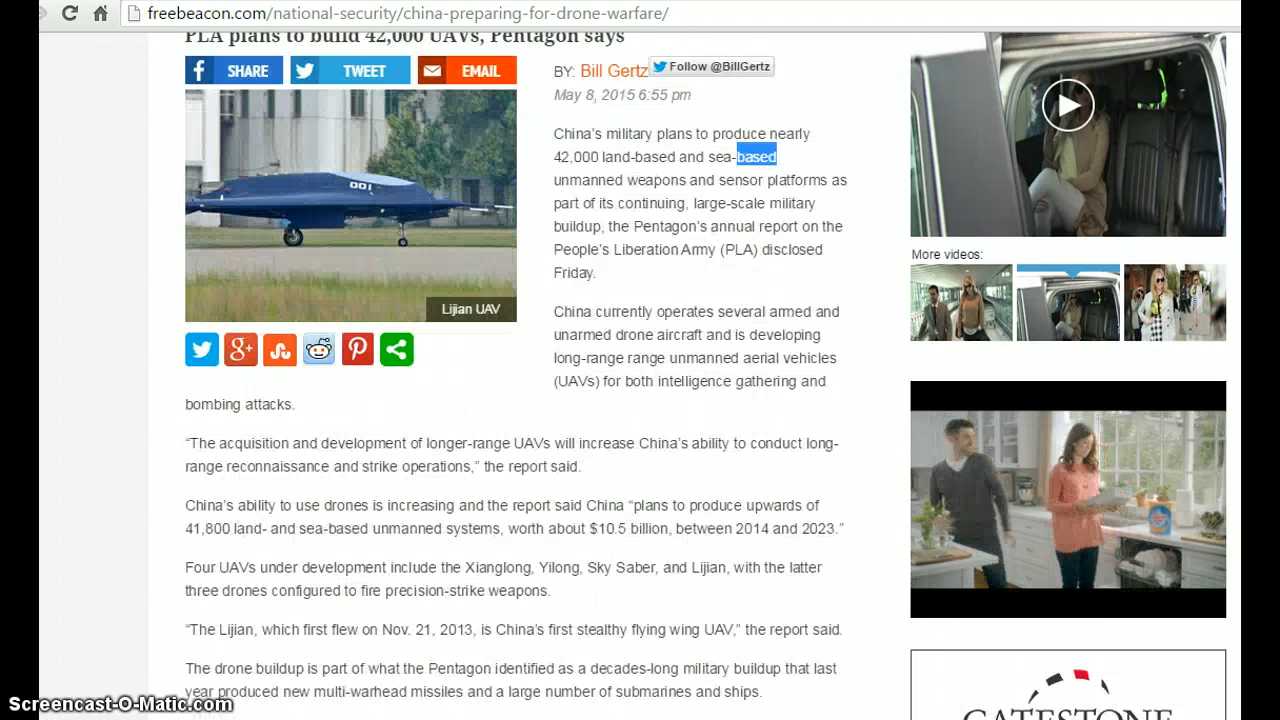 freebeacon.com/national-security/china-preparing-for-drone-warfare/
PLA plans to build 42,000 UAVs, Pentagon says
SHARE
TWEET
EMAIL
BY: Bill Gertz Follow @BillGertz
May 8, 2015 6:55 pm
001
Lijian UAV
China’s military plans to produce nearly
42,000 land-based and sea-based
unmanned weapons and sensor platforms as
part of its continuing, large-scale military
buildup, the Pentagon’s annual report on the
People’s Liberation Army (PLA) disclosed
Friday.
China currently operates several armed and
unarmed drone aircraft and is developing
long-range range unmanned aerial vehicles
(UAVs) for both intelligence gathering and
bombing attacks.
“The acquisition and development of longer-range UAVs will increase China’s ability to conduct long-
range reconnaissance and strike operations,” the report said.
China’s ability to use drones is increasing and the report said China “plans to produce upwards of
41,800 land- and sea-based unmanned systems, worth about $10.5 billion, between 2014 and 2023.”
Four UAVs under development include the Xianglong, Yilong, Sky Saber, and Lijian, with the latter
three drones configured to fire precision-strike weapons.
“The Lijian, which first flew on Nov. 21, 2013, is China’s first stealthy flying wing UAV,” the report said.
The drone buildup is part of what the Pentagon identified as a decades-long military buildup that last
year produced new multi-warhead missiles and a large number of submarines and ships.
More videos:
GATESTONE
Screencast-O-Matic.com